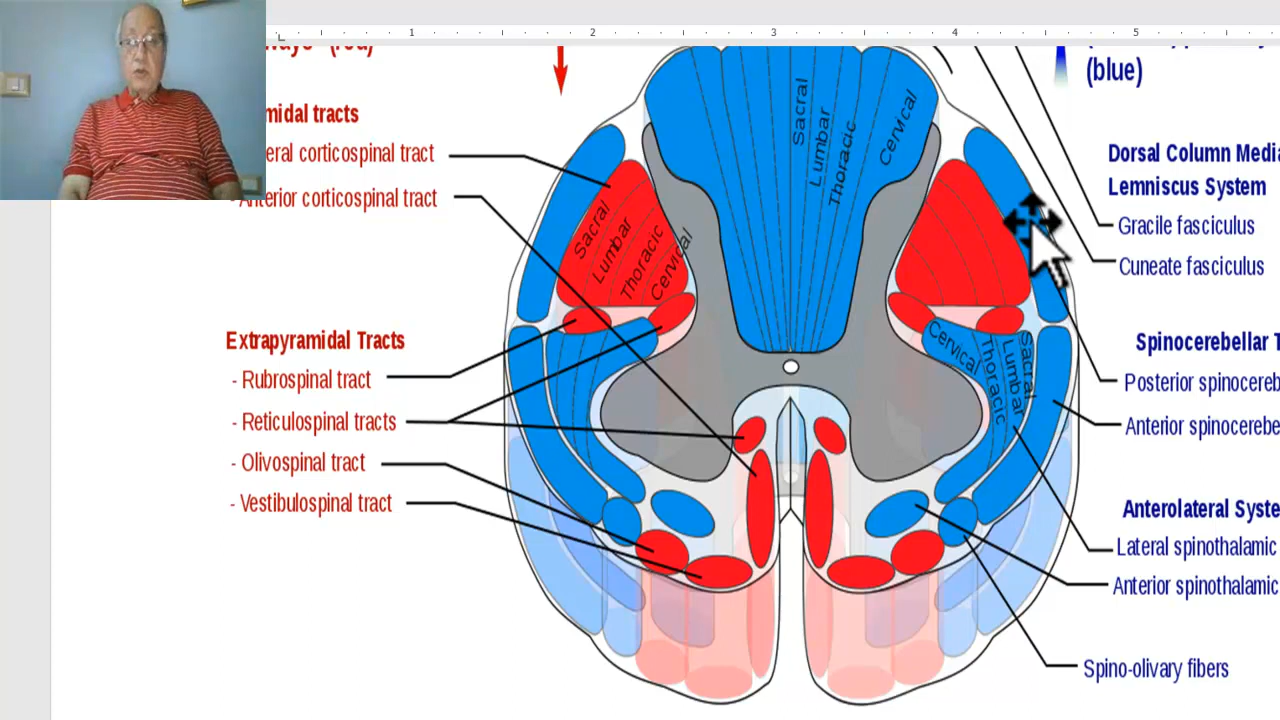 1 2 3 4 5
(red)
(blue)
tracts
corticospinal tract
Anterior corticospinal tract
Extrapyramidal Tracts
- Rubrospinal tract
- Reticulospinal tracts
- Olivospinal tract
- Vestibulospinal tract
Sacral
Lumbar
Thoracic
Cervical
Sacral
Lumbar
Thoracic
Cervical
Cervical
Thoracic
Lumbar
Sacral
Dorsal Column Media
Lemniscus System
Gracile fasciculus
Cuneate fasciculus
Spinocerebellar T
Posterior spinocereb
Anterior spinocerebe
Anterolateral Syste
Lateral spinothalamic
Anterior spinothalamic
Spino-olivary fibers